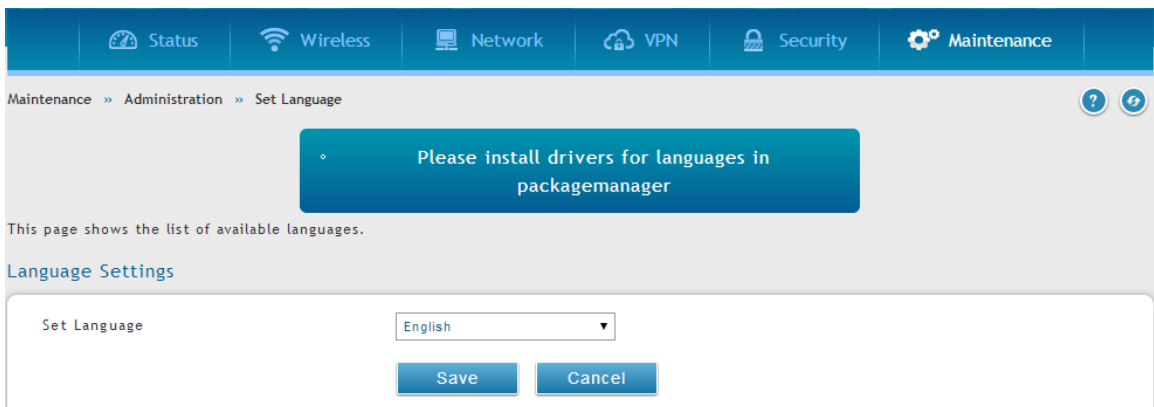 Status Wireless Network VPN Security Maintenance
Maintenance » Administration » Set Language
Please install drivers for languages in
packagemanager
This page shows the list of available languages.
Language Settings
Set Language English
Save Cancel